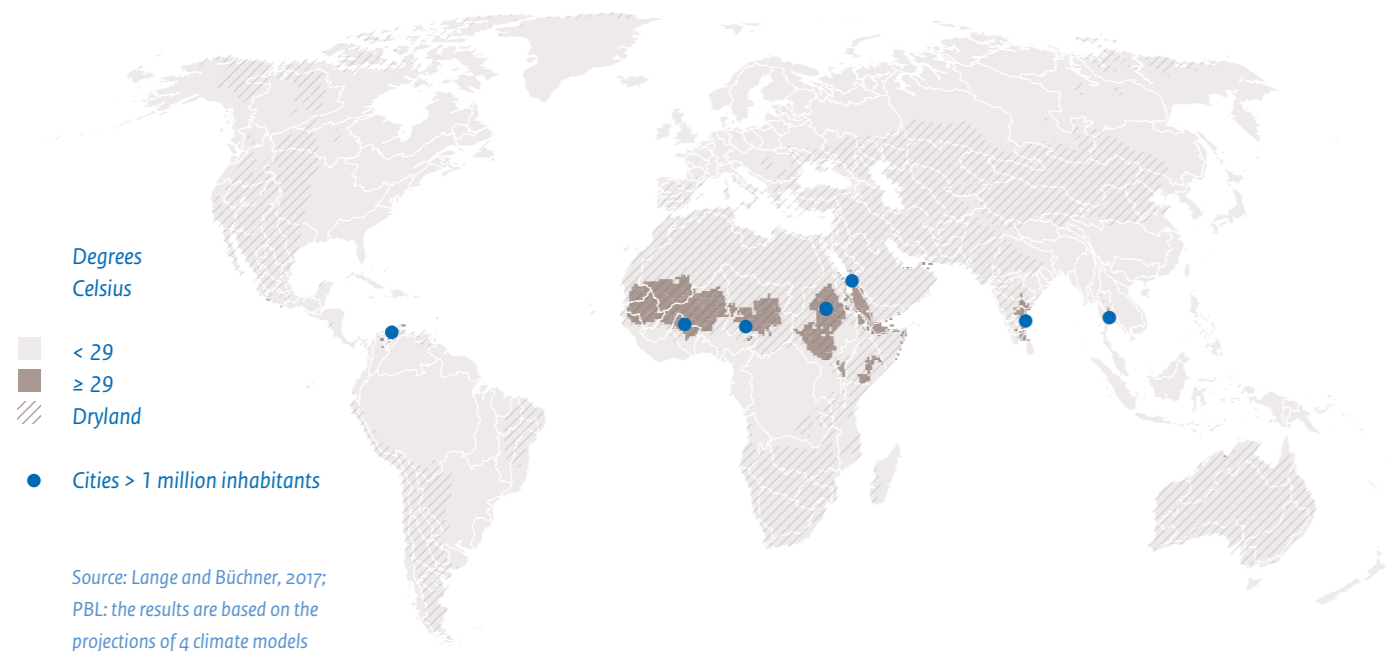 Degrees
Celsius
< 29
≥ 29
Dryland
Cities > 1 million inhabitants
Source: Lange and Büchner, 2017;
PBL: the results are based on the
projections of 4 climate models